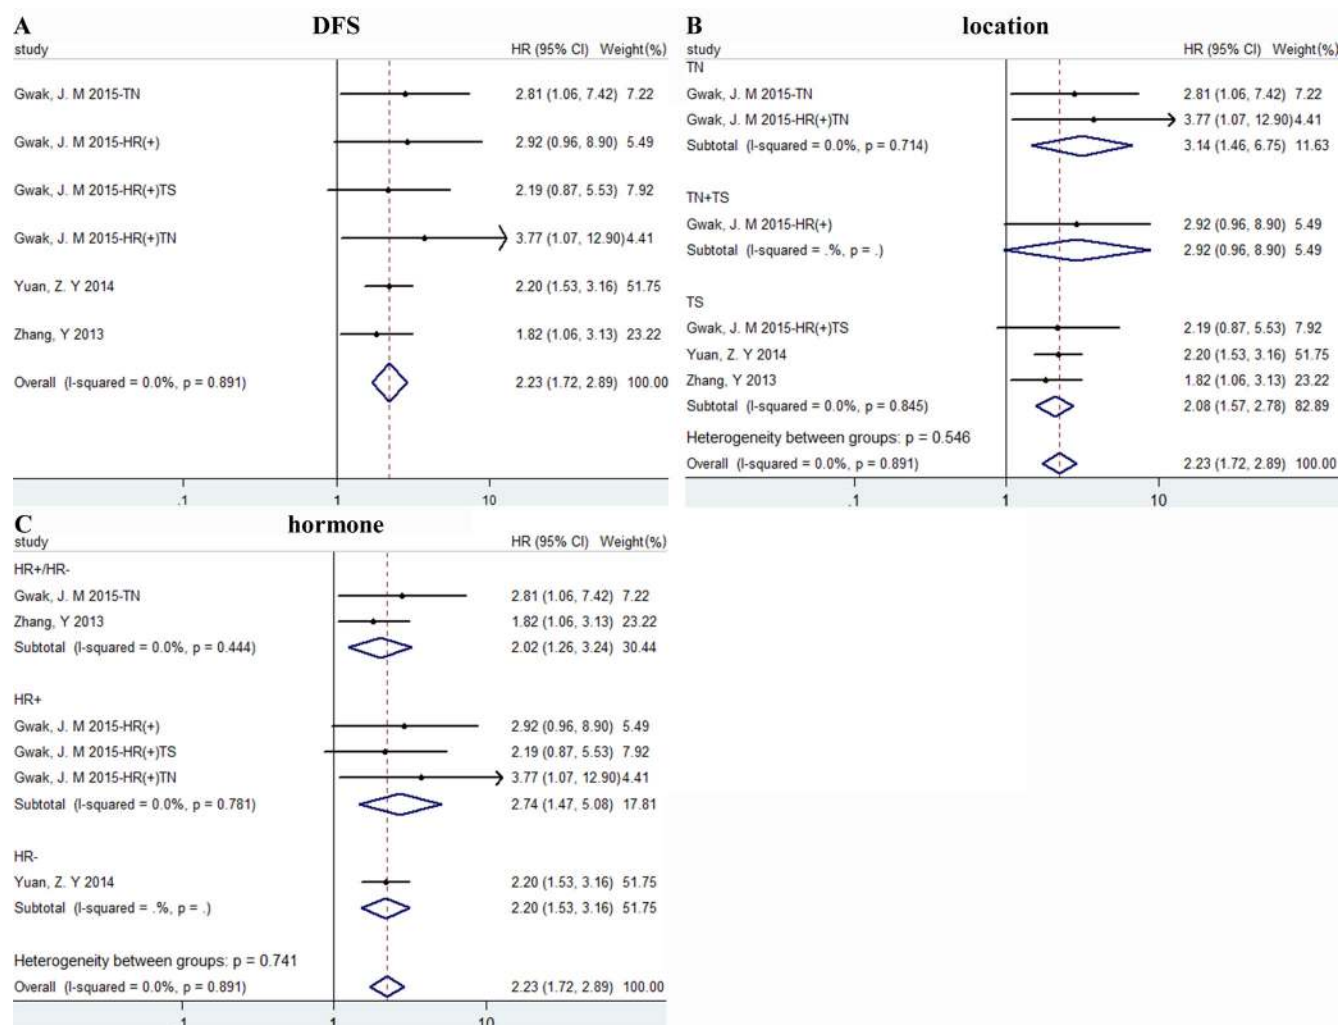 A DFS
study HR (95% CI) Weight(%)
Gwak, J. M 2015-TN 2.81 (1.06, 7.42) 7.22
Gwak, J. M 2015-HR(+) 2.92 (0.96, 8.90) 5.49
Gwak, J. M 2015-HR(+)TS 2.19 (0.87, 5.53) 7.92
Gwak, J. M 2015-HR(+)TN 3.77 (1.07, 12.90)4.41
Yuan, Z. Y 2014 2.20 (1.53, 3.16) 51.75
Zhang, Y 2013 1.82 (1.06, 3.13) 23.22
Overall (I-squared = 0.0%, p = 0.891) 2.23 (1.72, 2.89) 100.00
.1 1 10
B location
study HR (95% CI) Weight(%)
TN
Gwak, J. M 2015-TN 2.81 (1.06, 7.42) 7.22
Gwak, J. M 2015-HR(+)TN 3.77 (1.07, 12.90)4.41
Subtotal (I-squared = 0.0%, p = 0.714) 3.14 (1.46, 6.75) 11.63
TN+TS
Gwak, J. M 2015-HR(+) 2.92 (0.96, 8.90) 5.49
Subtotal (I-squared = .%, p = .) 2.92 (0.96, 8.90) 5.49
TS
Gwak, J. M 2015-HR(+)TS 2.19 (0.87, 5.53) 7.92
Yuan, Z. Y 2014 2.20 (1.53, 3.16) 51.75
Zhang, Y 2013 1.82 (1.06, 3.13) 23.22
Subtotal (I-squared = 0.0%, p = 0.845) 2.08 (1.57, 2.78) 82.89
Heterogeneity between groups: p = 0.546
Overall (I-squared = 0.0%, p = 0.891) 2.23 (1.72, 2.89) 100.00
.1 1 10
C hormone
study HR (95% CI) Weight(%)
HR+/HR-
Gwak, J. M 2015-TN 2.81 (1.06, 7.42) 7.22
Zhang, Y 2013 1.82 (1.06, 3.13) 23.22
Subtotal (I-squared = 0.0%, p = 0.444) 2.02 (1.26, 3.24) 30.44
HR+
Gwak, J. M 2015-HR(+) 2.92 (0.96, 8.90) 5.49
Gwak, J. M 2015-HR(+)TS 2.19 (0.87, 5.53) 7.92
Gwak, J. M 2015-HR(+)TN 3.77 (1.07, 12.90)4.41
Subtotal (I-squared = 0.0%, p = 0.781) 2.74 (1.47, 5.08) 17.81
HR-
Yuan, Z. Y 2014 2.20 (1.53, 3.16) 51.75
Subtotal (I-squared = .%, p = .) 2.20 (1.53, 3.16) 51.75
Heterogeneity between groups: p = 0.741
Overall (I-squared = 0.0%, p = 0.891) 2.23 (1.72, 2.89) 100.00
.1 1 10